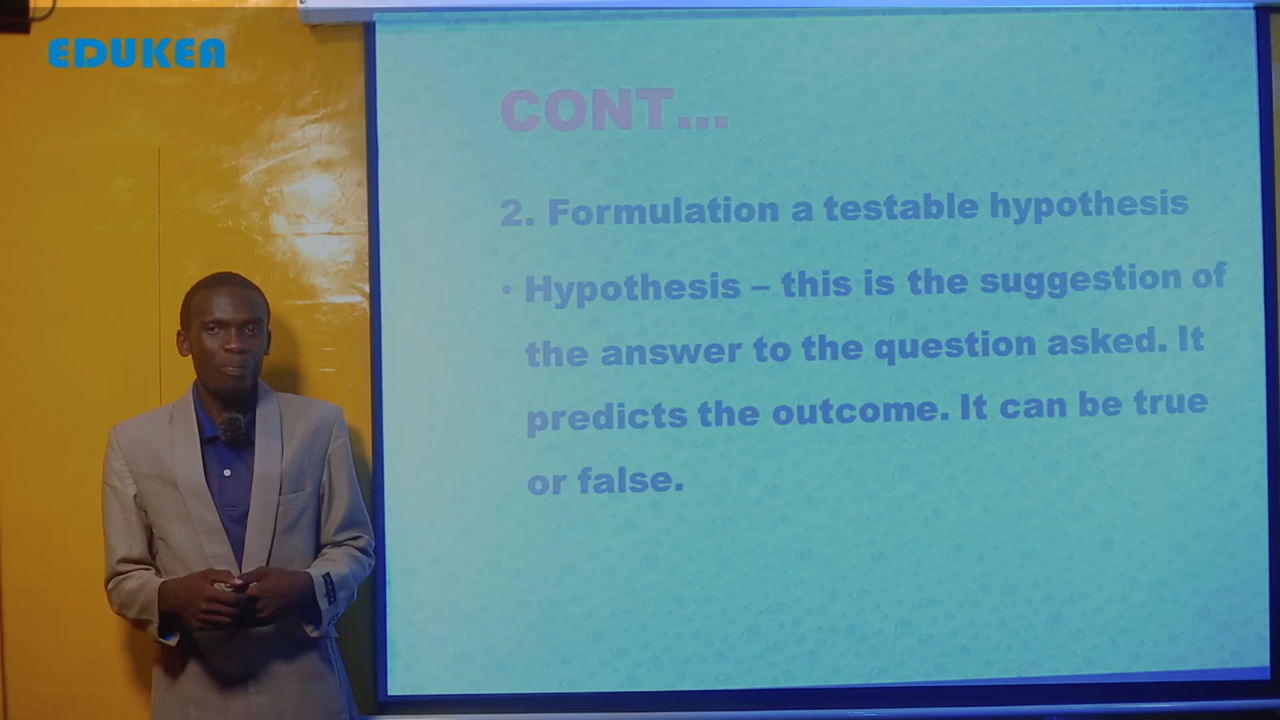 EDUKEA
CONT...
2. Formulation a testable hypothesis
• Hypothesis – this is the suggestion of
the answer to the question asked. It
predicts the outcome. It can be true
or false.